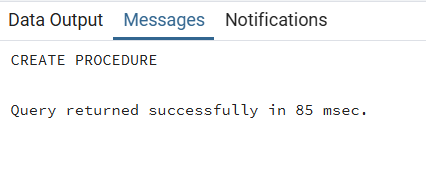 Data Output Messages Notifications
CREATE PROCEDURE
Query returned successfully in 85 msec.